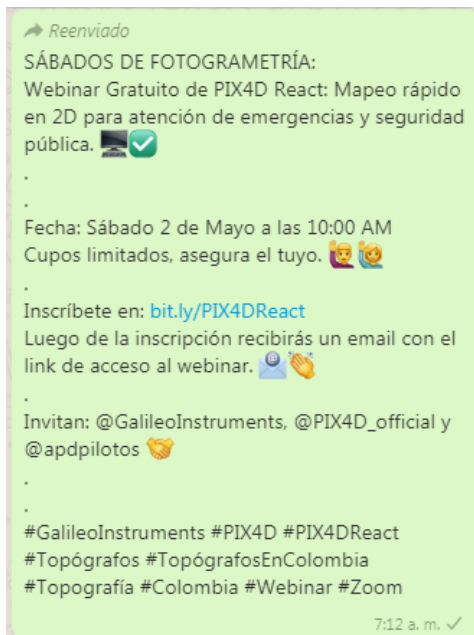 Reenviado
SÁBADOS DE FOTOGRAMETRÍA:
Webinar Gratuito de PIX4D React: Mapeo rápido
en 2D para atención de emergencias y seguridad
pública. 🖥️✅
.
.
Fecha: Sábado 2 de Mayo a las 10:00 AM
Cupos limitados, asegura el tuyo. 🙋‍♂️🙋‍♀️
.
Inscríbete en: bit.ly/PIX4DReact
Luego de la inscripción recibirás un email con el
link de acceso al webinar. 📧👏
.
Invitan: @GalileoInstruments, @PIX4D_official y
@apdpilotos 🤝
.
.
#GalileoInstruments #PIX4D #PIX4DReact
#Topógrafos #TopógrafosEnColombia
#Topografía #Colombia #Webinar #Zoom
7:12 a. m. ✓